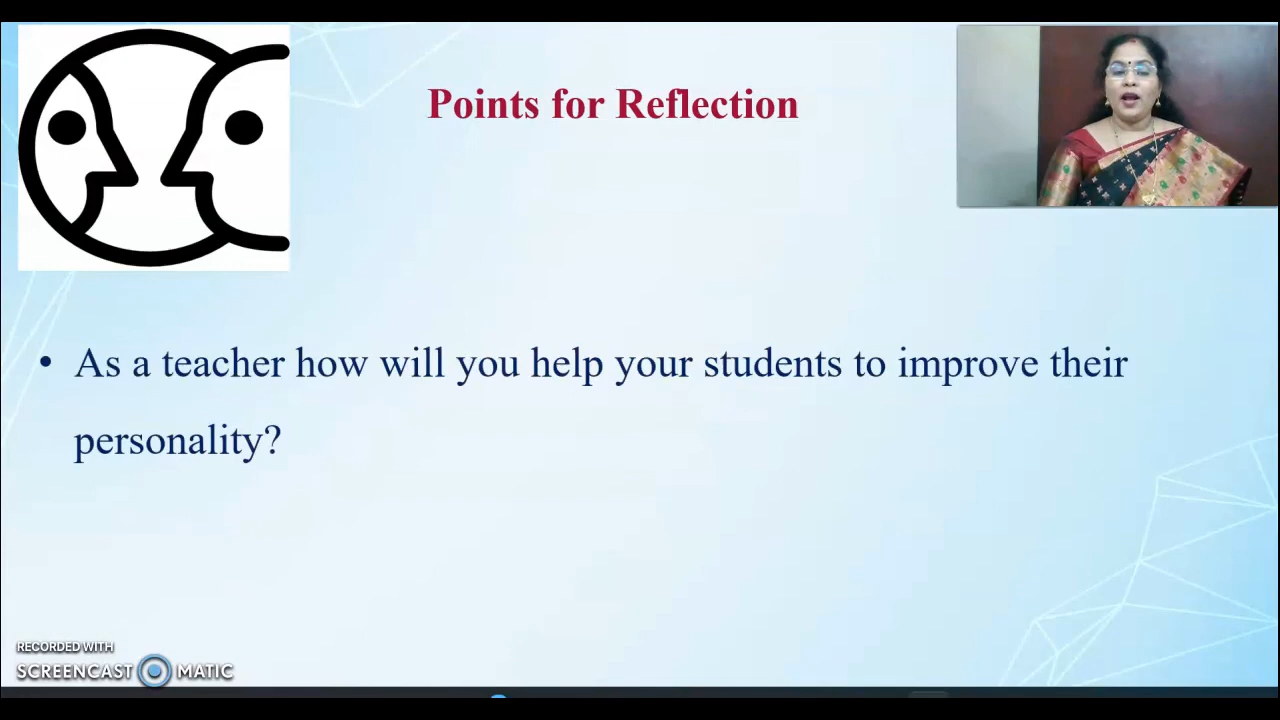 Points for Reflection
• As a teacher how will you help your students to improve their
personality?
RECORDED WITH
SCREENCAST MATIC